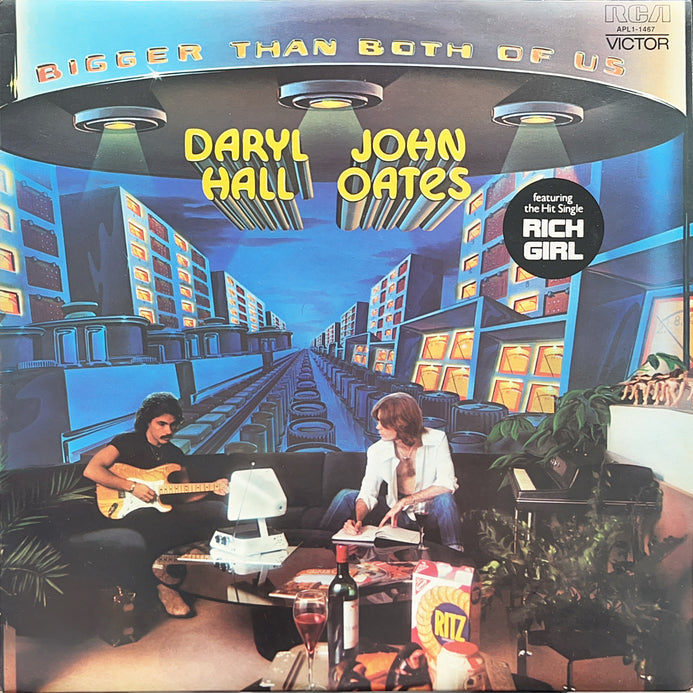 RCA
APL1-1467
VICTOR
BIGGER THAN BOTH OF US
DARYL JOHN
HALL OATES
featuring
the Hit Single
RICH
GIRL
RITZ